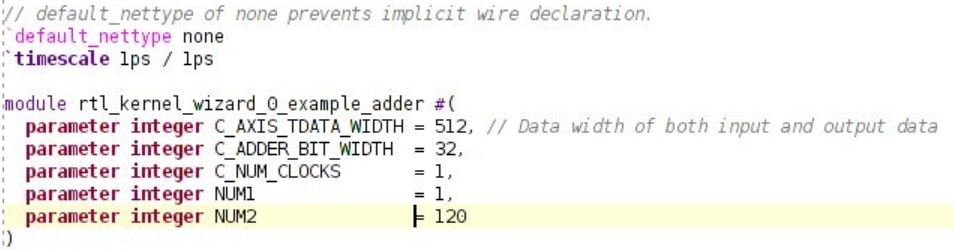 // default_nettype of none prevents implicit wire declaration.
`default_nettype none
`timescale 1ps / 1ps
module rtl_kernel_wizard_0_example_adder #(
parameter integer C_AXIS_TDATA_WIDTH = 512, // Data width of both input and output data
parameter integer C_ADDER_BIT_WIDTH = 32,
parameter integer C_NUM_CLOCKS = 1,
parameter integer NUM1 = 1,
parameter integer NUM2 = 120
)